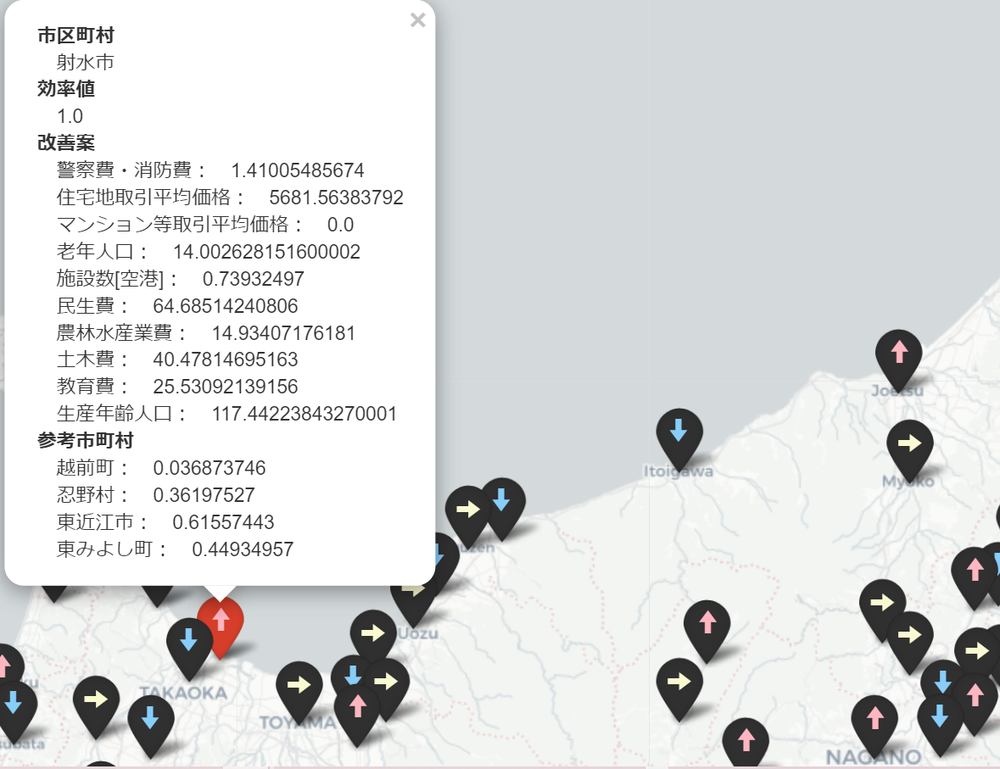 市区町村
射水市
効率値
1.0
改善案
警察費・消防費： 1.41005485674
住宅地取引平均価格： 5681.56383792
マンション等取引平均価格： 0.0
老年人口： 14.002628151600002
施設数[空港]： 0.73932497
民生費： 64.68514240806
農林水産業費： 14.93407176181
土木費： 40.47814695163
教育費： 25.53092139156
生産年齢人口： 117.44223843270001
参考市町村
越前町： 0.036873746
忍野村： 0.36197527
東近江市： 0.61557443
東みよし町： 0.44934957
Joetsu
Itoigawa
Myoko
Uozu
TAKAOKA
TOYAMA
NAGANO